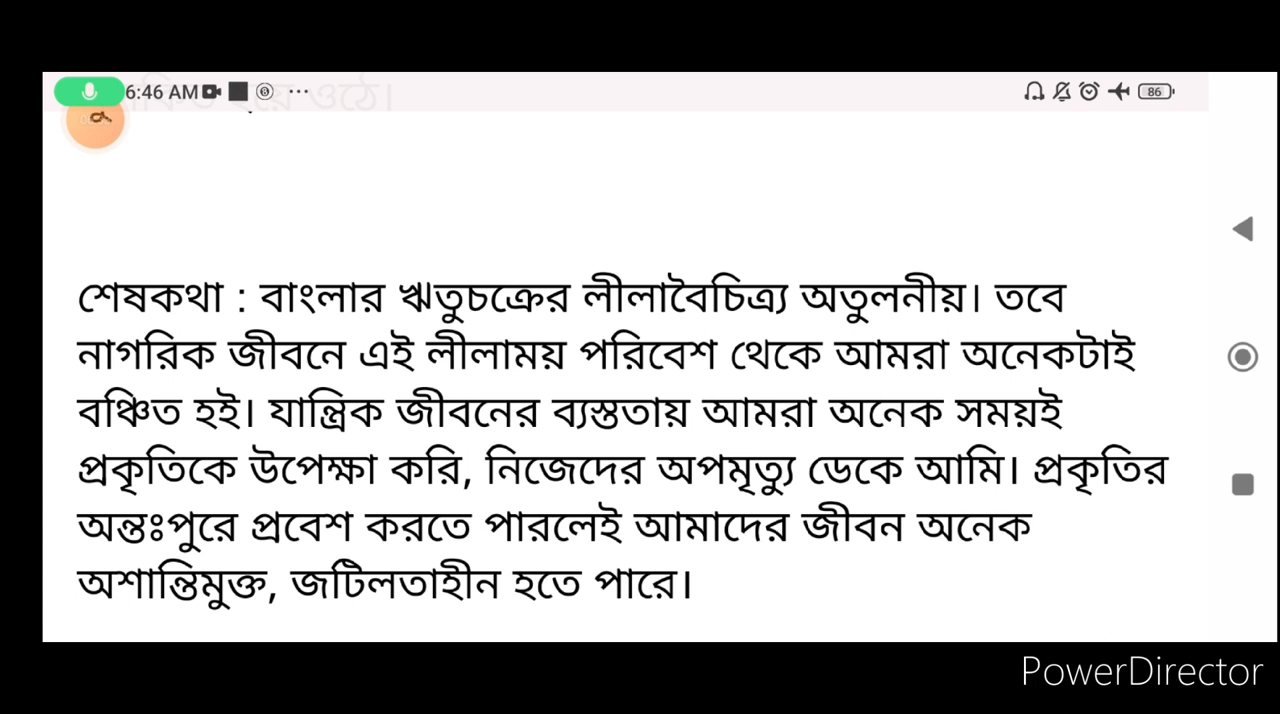 6:46 AM
86
শেষকথা : বাংলার ঋতুচক্রের লীলাবৈচিত্র্য অতুলনীয়। তবে
নাগরিক জীবনে এই লীলাময় পরিবেশ থেকে আমরা অনেকটাই
বঞ্চিত হই। যান্ত্রিক জীবনের ব্যস্ততায় আমরা অনেক সময়ই
প্রকৃতিকে উপেক্ষা করি, নিজেদের অপমৃত্যু ডেকে আমি। প্রকৃতির
অন্তঃপুরে প্রবেশ করতে পারলেই আমাদের জীবন অনেক
অশান্তিমুক্ত, জটিলতাহীন হতে পারে।
PowerDirector